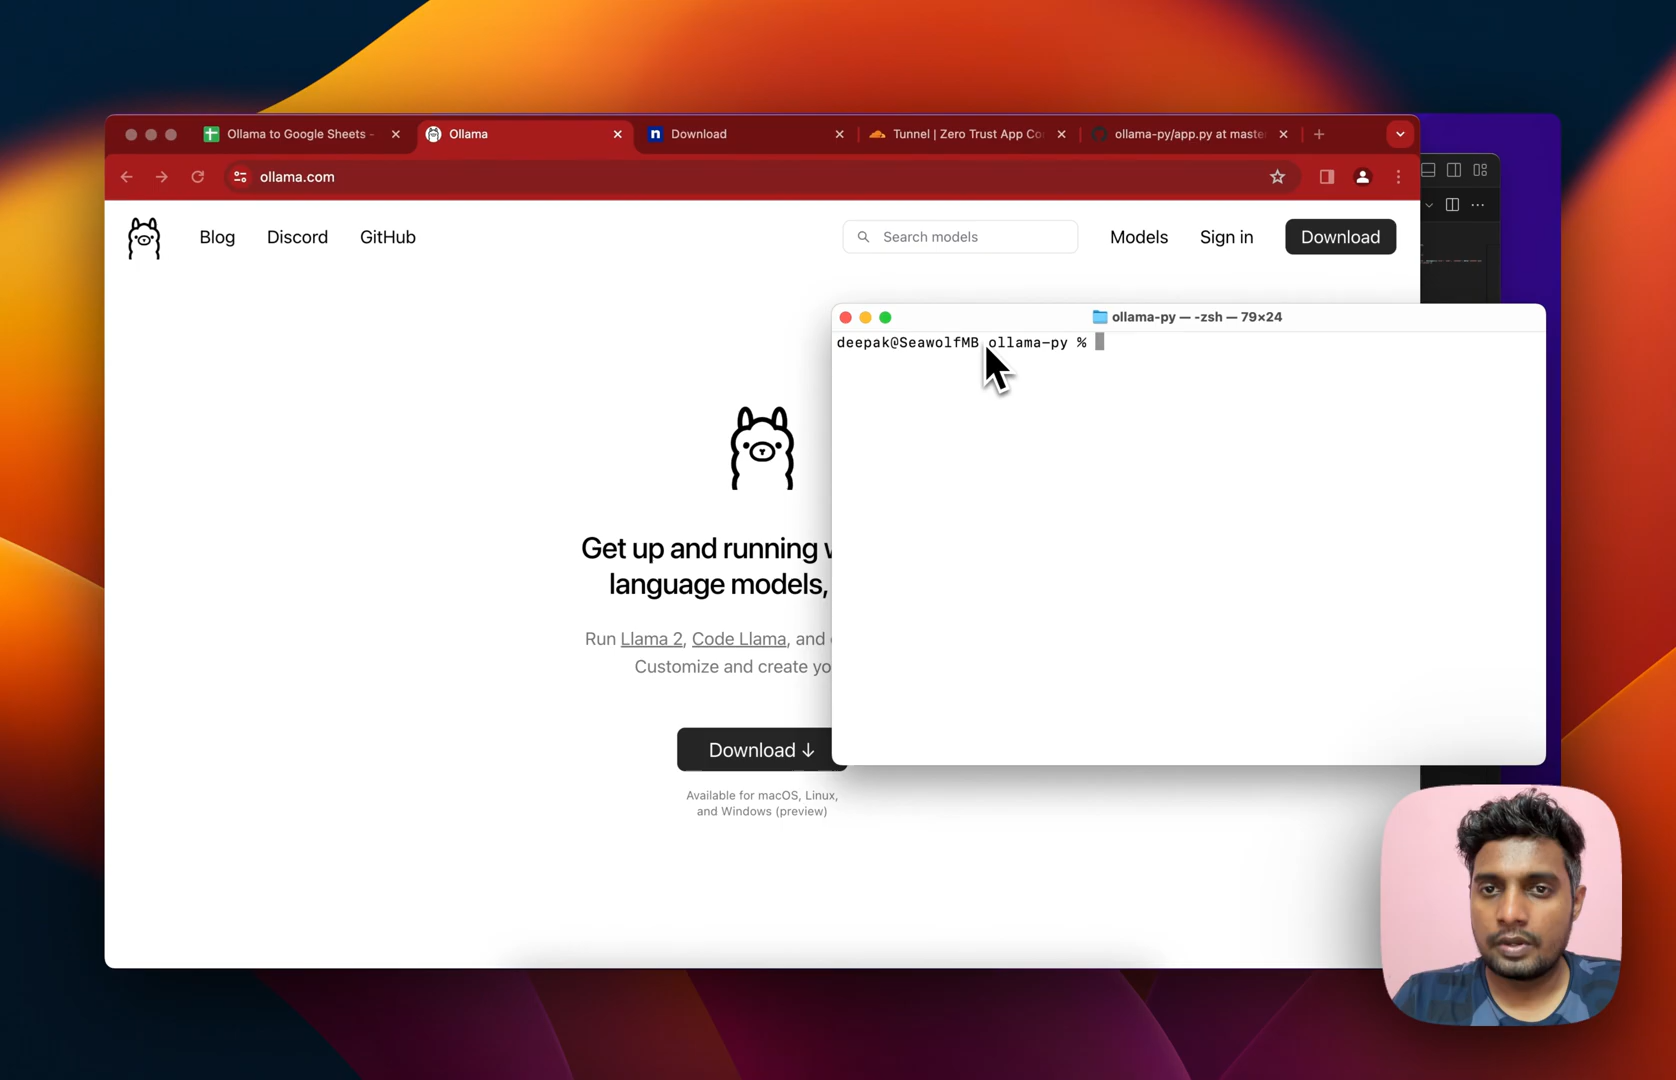 Ollama to Google Sheets -
Ollama
n Download
Tunnel | Zero Trust App Co
ollama-py/app.py at maste
ollama.com
Blog
Discord
GitHub
Search models
Models
Sign in
Download
ollama-py — -zsh — 79×24
deepak@SeawolfMB ollama-py %
Get up and running
language models,
Run Llama 2, Code Llama, and
Customize and create yo
Download ↓
Available for macOS, Linux,
and Windows (preview)